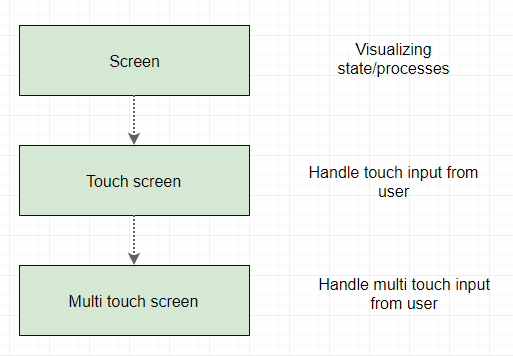 Screen
Visualizing
state/processes
Touch screen
Handle touch input from
user
Multi touch screen
Handle multi touch input
from user